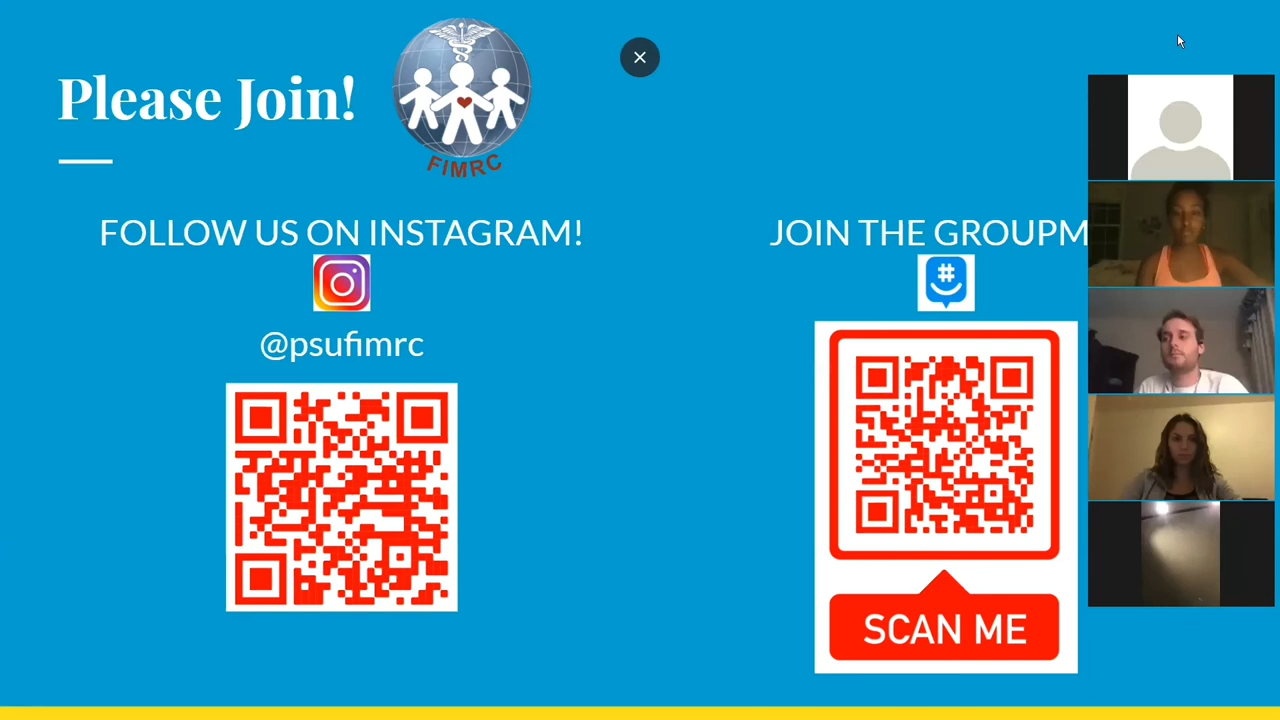 Please Join!
FIMRC
FOLLOW US ON INSTAGRAM!
@psufimrc
JOIN THE GROUPM
SCAN ME